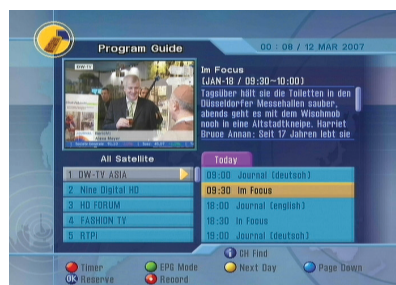 Program Guide
00 : 08 / 12 MAR 2007
DW-TV
Im Focus
(JAN-18 / 09:30~10:00)
Tagsüber hält sie die Toiletten in den
Düsseldorfer Messehallen sauber,
abends geht es mit dem Wischmob
noch in eine Altstadtkneipe. Harriet
Bruce Annan: Seit 17 Jahren lebt sie
All Satellite
Today
1 DW-TV ASIA
2 Nine Digital HD
3 HD FORUM
4 FASHION TV
5 RTPi
09:00 Journal (deutsch)
09:30 Im Focus
18:00 Journal (english)
18:30 In Focus
19:00 Journal (deutsch)
CH Find
Timer
EPG Mode
Next Day
Page Down
OK Reserve
Record